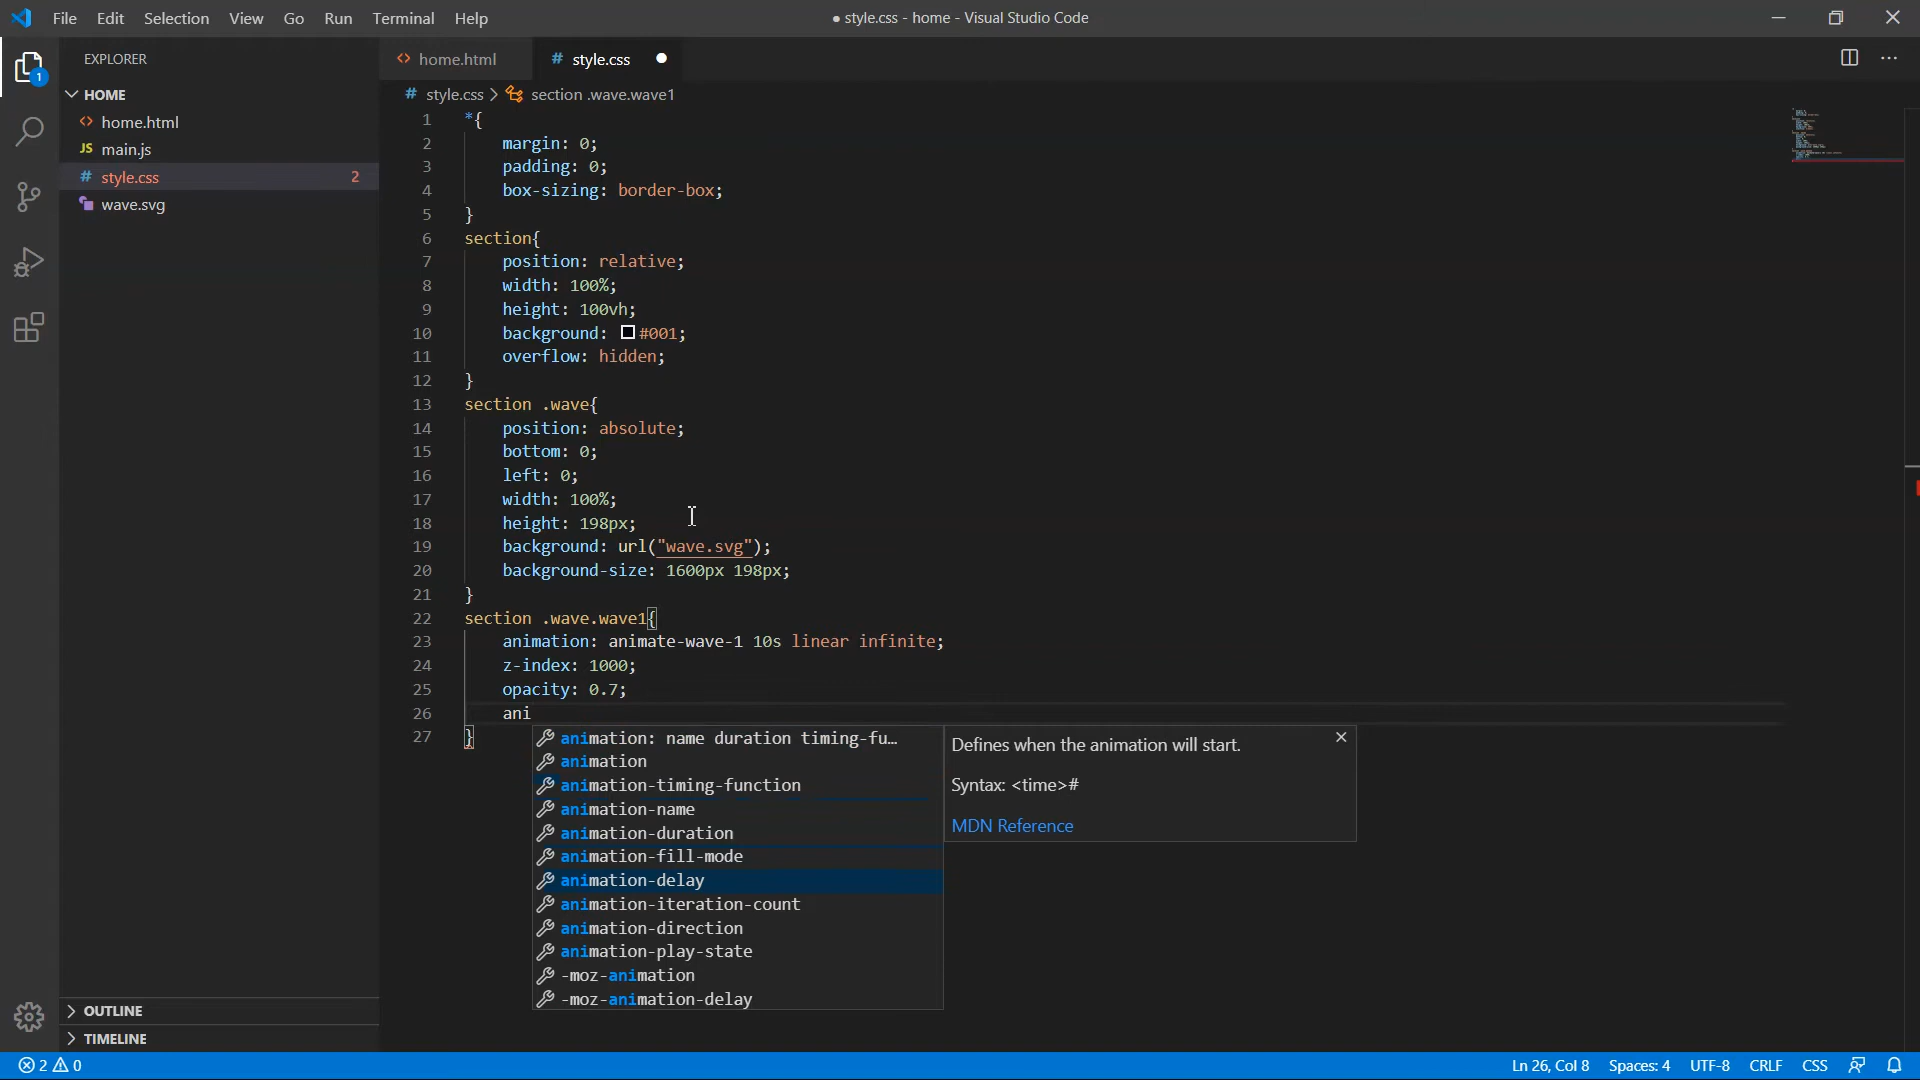 File Edit Selection View Go Run Terminal Help
● style.css - home - Visual Studio Code
EXPLORER
HOME
home.html
JS main.js
# style.css 2
wave.svg
OUTLINE
TIMELINE
1
home.html
# style.css ●
# style.css > section .wave.wave1
1 *{
2 margin: 0;
3 padding: 0;
4 box-sizing: border-box;
5 }
6 section{
7 position: relative;
8 width: 100%;
9 height: 100vh;
10 background: #001;
11 overflow: hidden;
12 }
13 section .wave{
14 position: absolute;
15 bottom: 0;
16 left: 0;
17 width: 100%;
18 height: 198px;
19 background: url("wave.svg");
20 background-size: 1600px 198px;
21 }
22 section .wave.wave1{
23 animation: animate-wave-1 10s linear infinite;
24 z-index: 1000;
25 opacity: 0.7;
26 ani
27 }
animation: name duration timing-fu…
animation
animation-timing-function
animation-name
animation-duration
animation-fill-mode
animation-delay
animation-iteration-count
animation-direction
animation-play-state
-moz-animation
-moz-animation-delay
Defines when the animation will start.
Syntax: <time>#
MDN Reference
2 0
Ln 26, Col 8 Spaces: 4 UTF-8 CRLF CSS